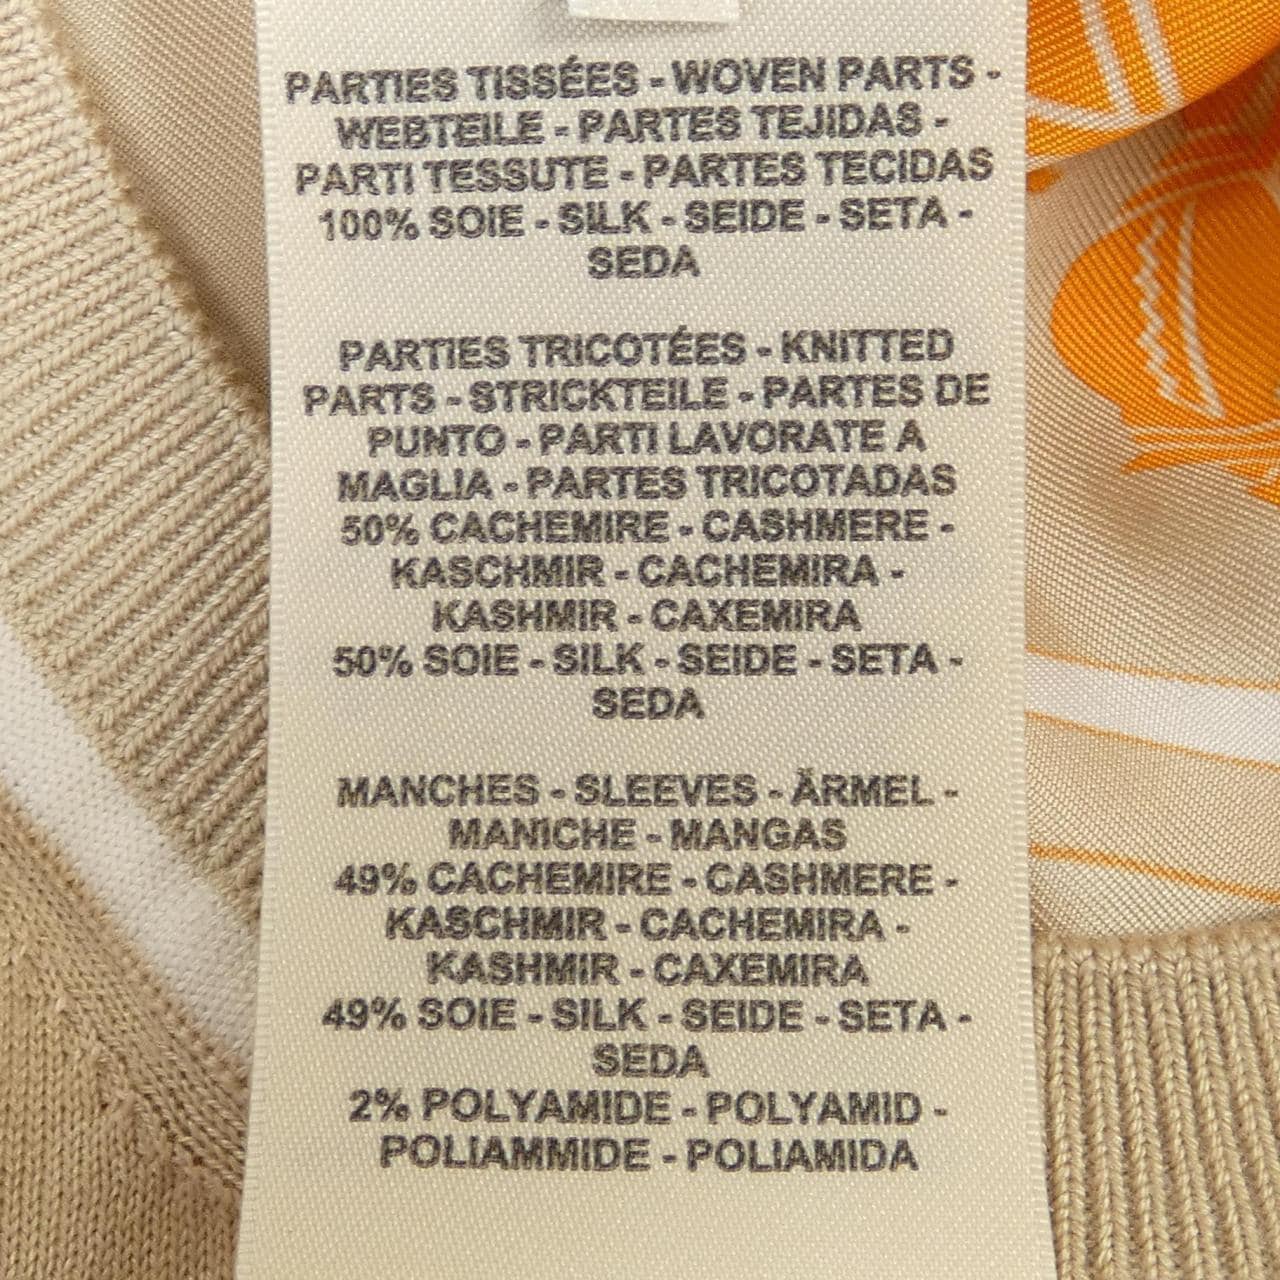 PARTIES TISSÉES - WOVEN PARTS -
WEBTEILE - PARTES TEJIDAS -
PARTI TESSUTE - PARTES TECIDAS
100% SOIE - SILK - SEIDE - SETA -
SEDA
PARTIES TRICOTÉES - KNITTED
PARTS - STRICKTEILE - PARTES DE
PUNTO - PARTI LAVORATE A
MAGLIA - PARTES TRICOTADAS
50% CACHEMIRE - CASHMERE -
KASCHMIR - CACHEMIRA -
KASHMIR - CAXEMIRA
50% SOIE - SILK - SEIDE - SETA -
SEDA
MANCHES - SLEEVES - ÄRMEL -
MANICHE - MANGAS
49% CACHEMIRE - CASHMERE -
KASCHMIR - CACHEMIRA -
KASHMIR - CAXEMIRA
49% SOIE - SILK - SEIDE - SETA -
SEDA
2% POLYAMIDE - POLYAMID -
POLIAMMIDE - POLIAMIDA